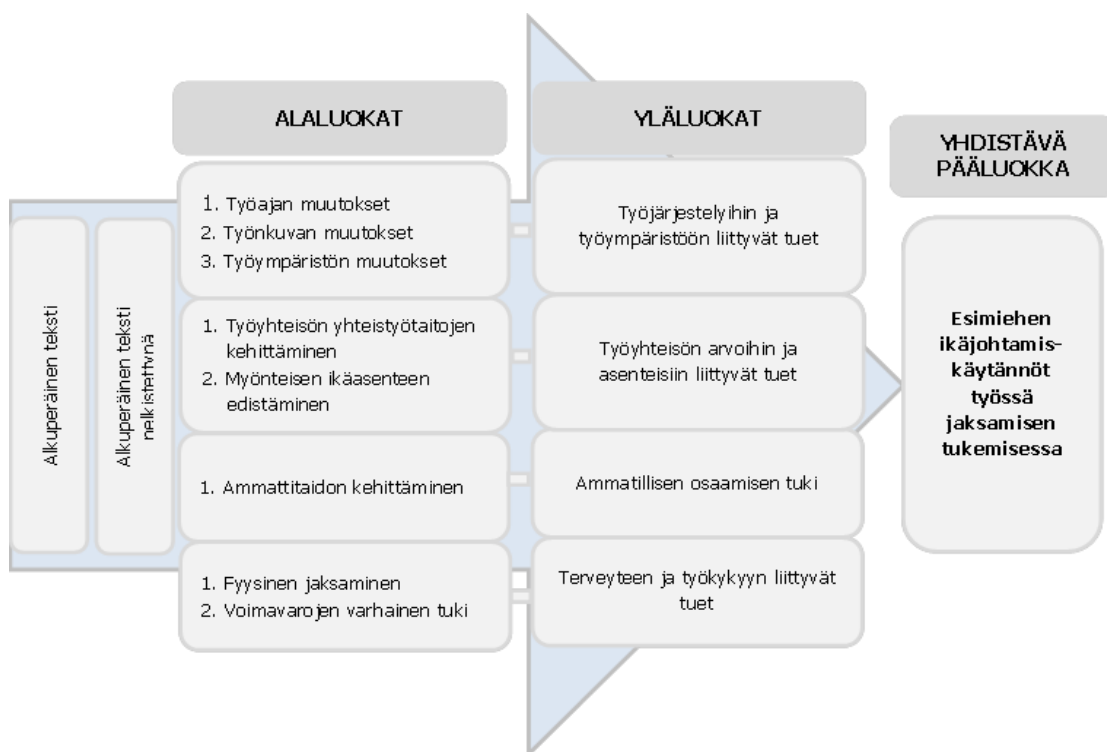 Alkuperäinen teksti
Alkuperäinen teksti
pelkistettynä
ALALUOKAT
1. Työajan muutokset
2. Työnkuvan muutokset
3. Työympäristön muutokset
1. Työyhteisön yhteistyötaitojen
kehittäminen
2. Myönteisen ikäasenteen
edistäminen
1. Ammattitaidon kehittäminen
1. Fyysinen jaksaminen
2. Voimavarojen varhainen tuki
YLÄLUOKAT
Työjärjestelyihin ja
työympäristöön liittyvät tuet
Työyhteisön arvoihin ja
asenteisiin liittyvät tuet
Ammatillisen osaamisen tuki
Terveyteen ja työkykyyn liittyvät
tuet
YHDISTÄVÄ
PÄÄLUOKKA
Esimiehen
ikäjohtamis-
käytännöt
työssä
jaksamisen
tukemisessa